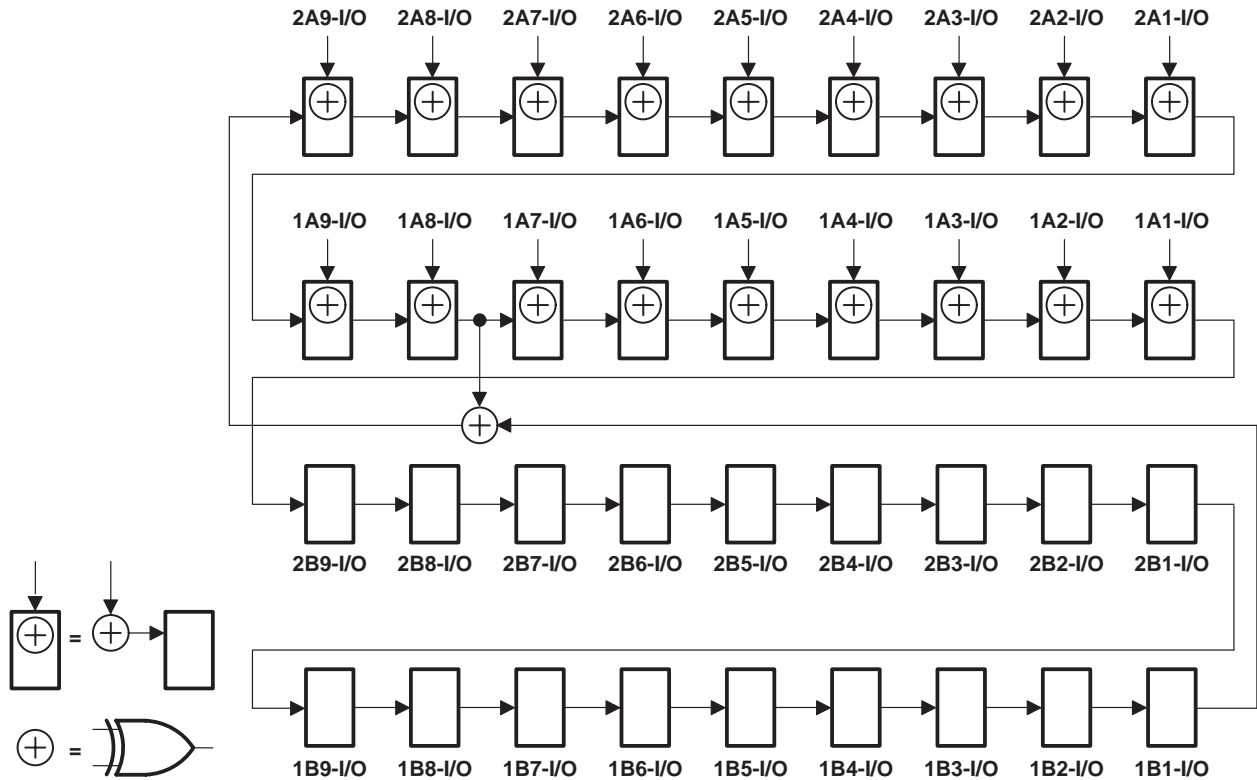 2A9-I/O 2A8-I/O 2A7-I/O 2A6-I/O 2A5-I/O 2A4-I/O 2A3-I/O 2A2-I/O 2A1-I/O
1A9-I/O 1A8-I/O 1A7-I/O 1A6-I/O 1A5-I/O 1A4-I/O 1A3-I/O 1A2-I/O 1A1-I/O
2B9-I/O 2B8-I/O 2B7-I/O 2B6-I/O 2B5-I/O 2B4-I/O 2B3-I/O 2B2-I/O 2B1-I/O
=
=
1B9-I/O 1B8-I/O 1B7-I/O 1B6-I/O 1B5-I/O 1B4-I/O 1B3-I/O 1B2-I/O 1B1-I/O